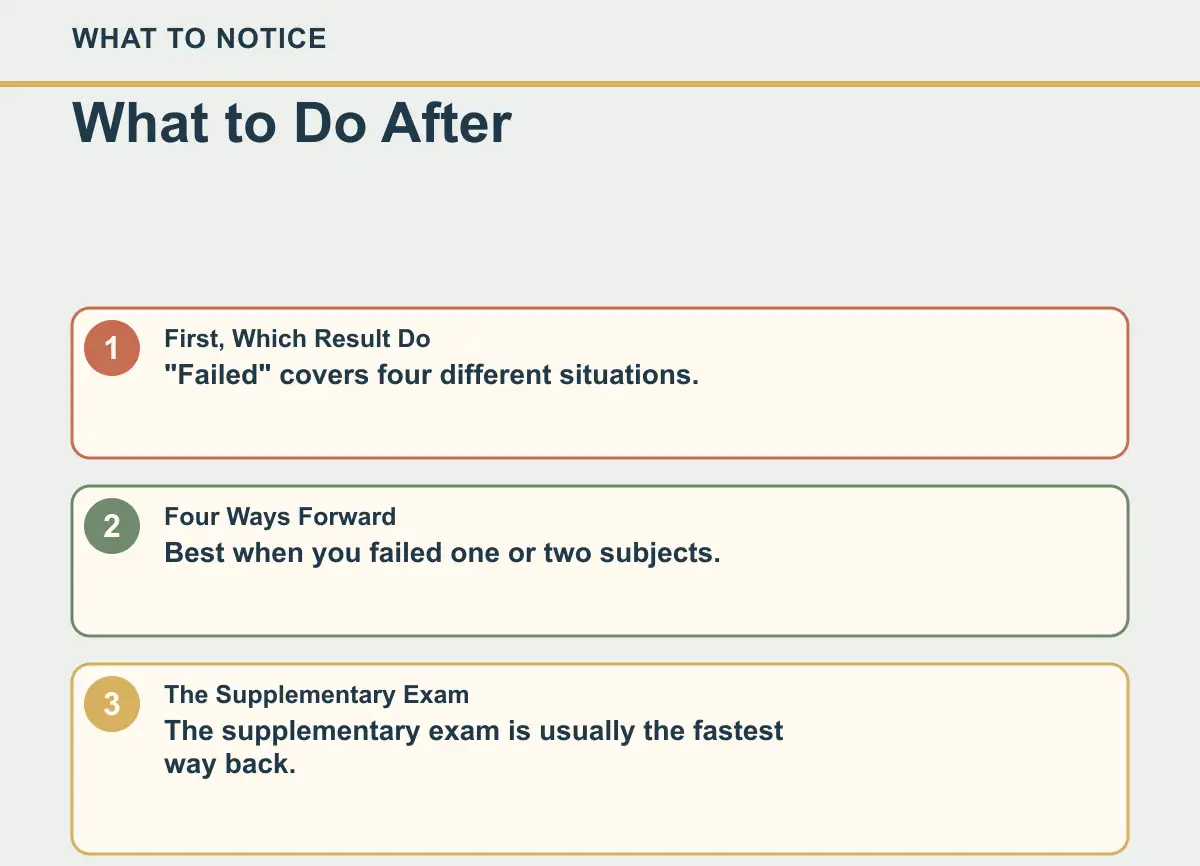 WHAT TO NOTICE
What to Do After
1
First, Which Result Do
"Failed" covers four different situations.
2
Four Ways Forward
Best when you failed one or two subjects.
3
The Supplementary Exam
The supplementary exam is usually the fastest
way back.